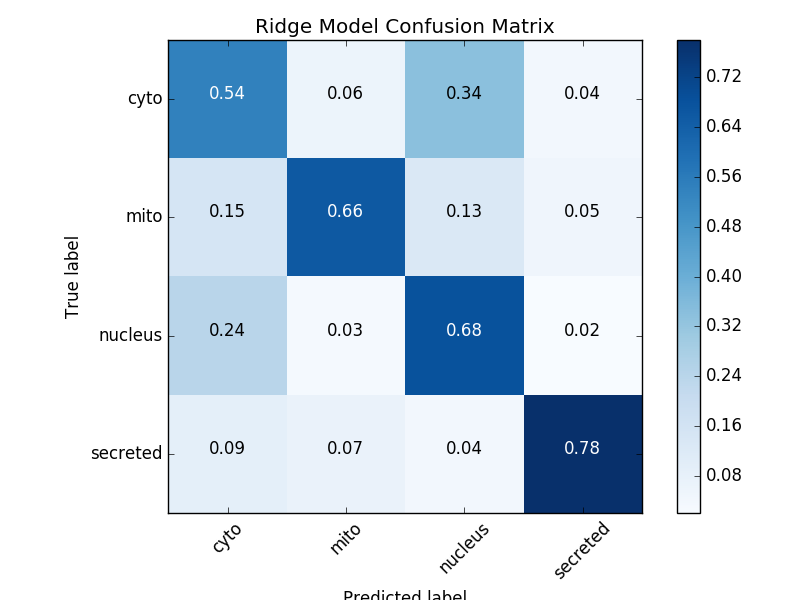 Ridge Model Confusion Matrix
True label
cyto 0.54 0.06 0.34 0.04
mito 0.15 0.66 0.13 0.05
nucleus 0.24 0.03 0.68 0.02
secreted 0.09 0.07 0.04 0.78
cyto mito nucleus secreted
Predicted label
0.72
0.64
0.56
0.48
0.40
0.32
0.24
0.16
0.08